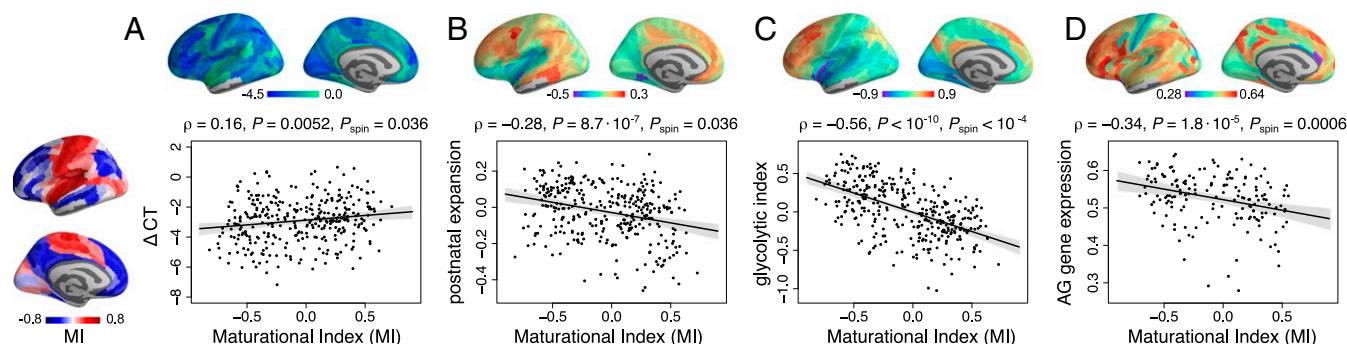 A
B
C
D
−4.5 0.0
−0.5 0.3
−0.9 0.9
0.28 0.64
ρ = 0.16, P = 0.0052, Pspin = 0.036
ρ = −0.28, P = 8.7 · 10-7, Pspin = 0.036
ρ = −0.56, P < 10-10, Pspin < 10-4
ρ = −0.34, P = 1.8 · 10-5, Pspin = 0.0006
−0.8 0.8
MI
Δ CT
2
0
−2
−4
−6
−8
−0.5 0.0 0.5
Maturational Index (MI)
postnatal expansion
0.2
0.0
−0.2
−0.4
−0.5 0.0 0.5
Maturational Index (MI)
glycolytic index
0.5
0.0
−0.5
−1.0
−0.5 0.0 0.5
Maturational Index (MI)
AG gene expression
0.6
0.5
0.4
0.3
−0.5 0.0 0.5
Maturational Index (MI)